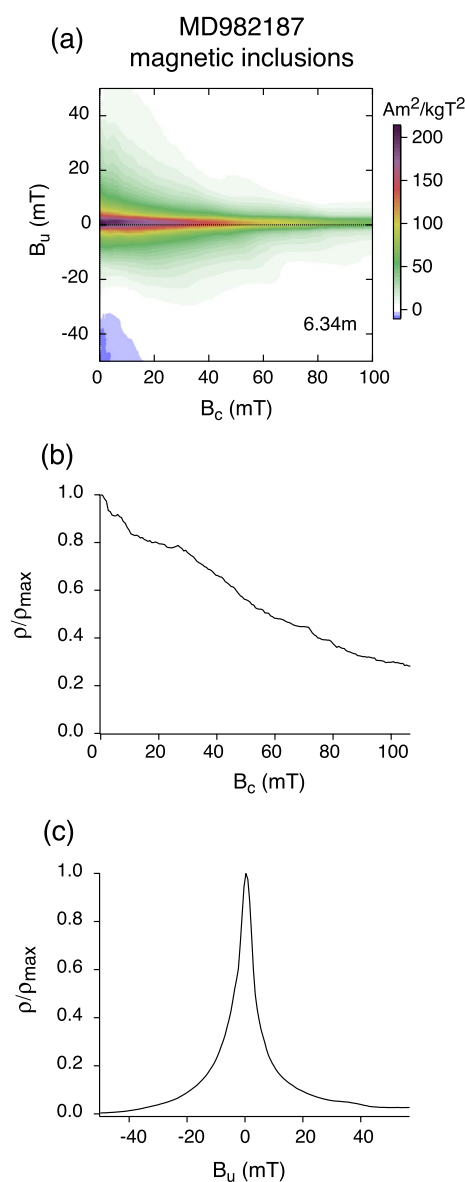 (a)
MD982187
magnetic inclusions
Am²/kgT²
200
150
100
50
0
40
20
0
-20
-40
Bu (mT)
6.34m
0 20 40 60 80 100
Bc (mT)
(b)
1.0
0.8
0.6
0.4
0.2
0.0
ρ/ρmax
0 20 40 60 80 100
Bc (mT)
(c)
1.0
0.8
0.6
0.4
0.2
0.0
ρ/ρmax
-40 -20 0 20 40
Bu (mT)